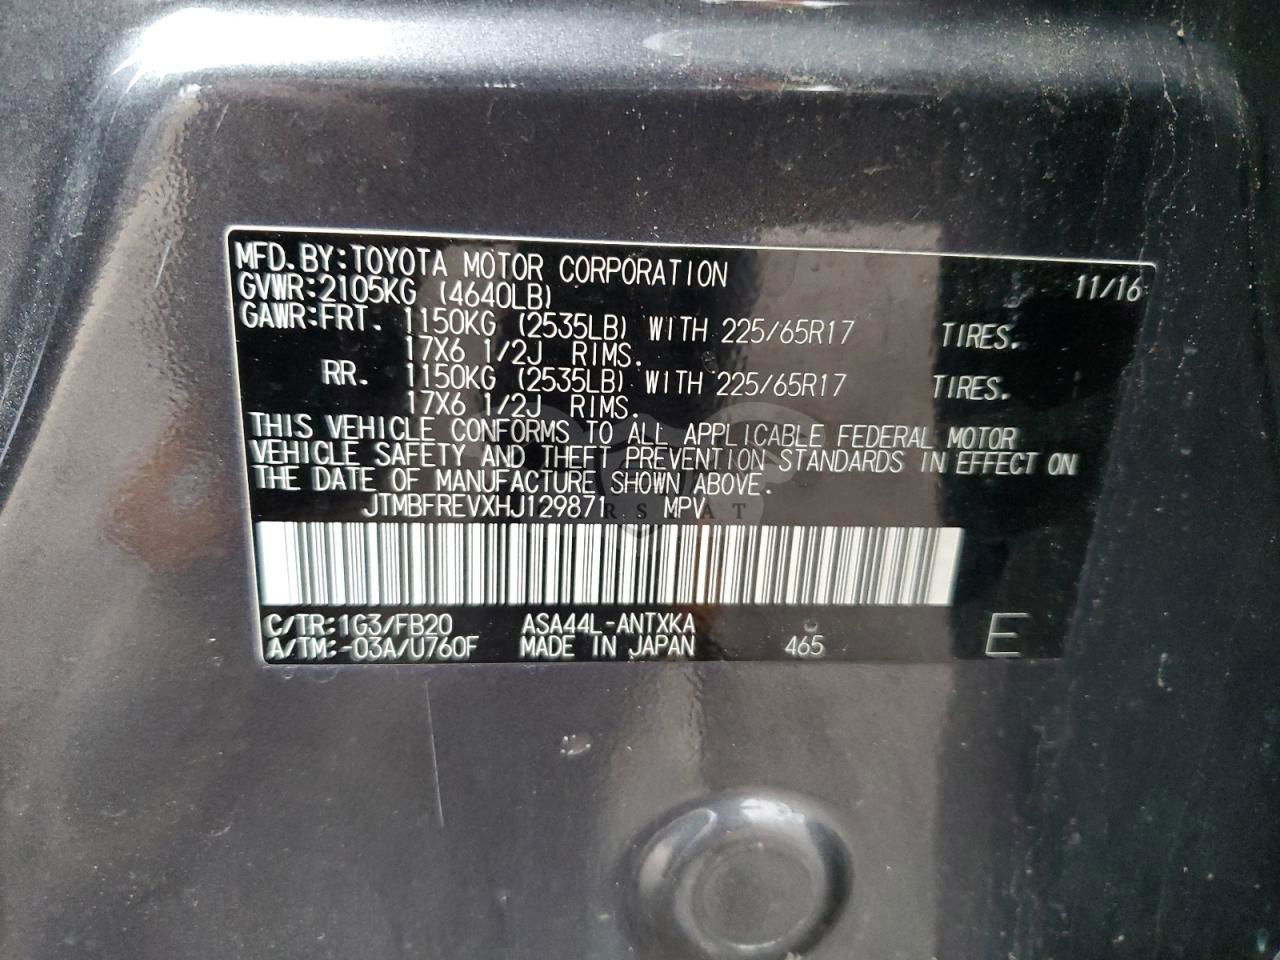 MFD. BY: TOYOTA MOTOR CORPORATION 11/16
GVWR: 2105KG (4640LB)
GAWR: FRT. 1150KG (2535LB) WITH 225/65R17 TIRES.
17X6 1/2J RIMS.
RR. 1150KG (2535LB) WITH 225/65R17 TIRES.
17X6 1/2J RIMS.
THIS VEHICLE CONFORMS TO ALL APPLICABLE FEDERAL MOTOR
VEHICLE SAFETY AND THEFT PREVENTION STANDARDS IN EFFECT ON
THE DATE OF MANUFACTURE SHOWN ABOVE.
JTMBFREVXHJ129871 MPV
C/TR: 1G3/FB20 ASA44L-ANTXKA
A/TM: -03A/U760F MADE IN JAPAN 465 E